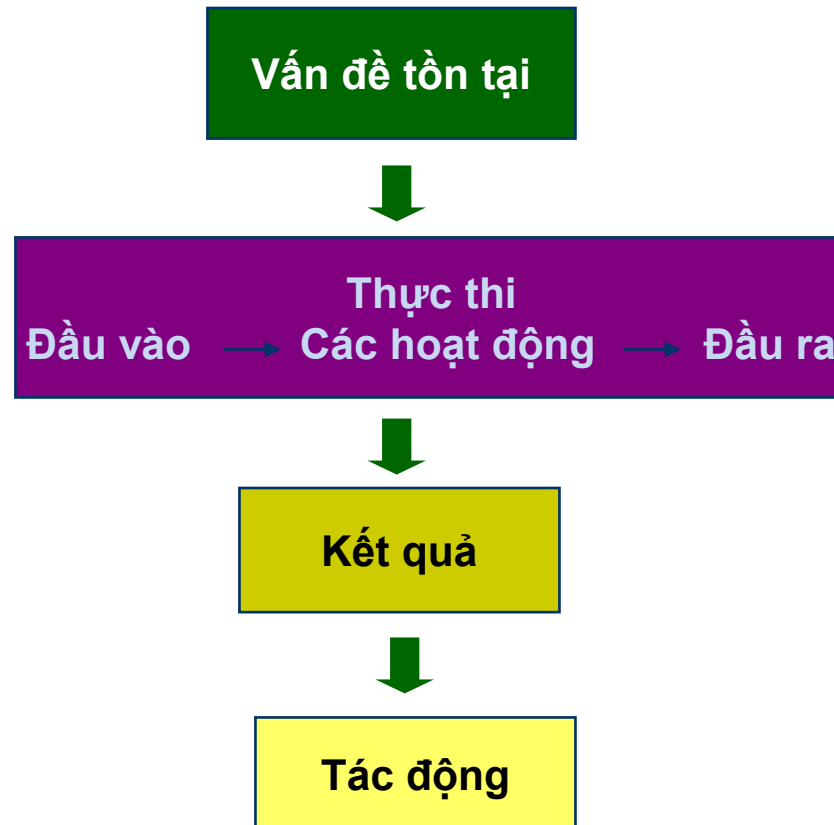 Vấn đề tồn tại
Thực thi
Đầu vào → Các hoạt động → Đầu ra
Kết quả
Tác động